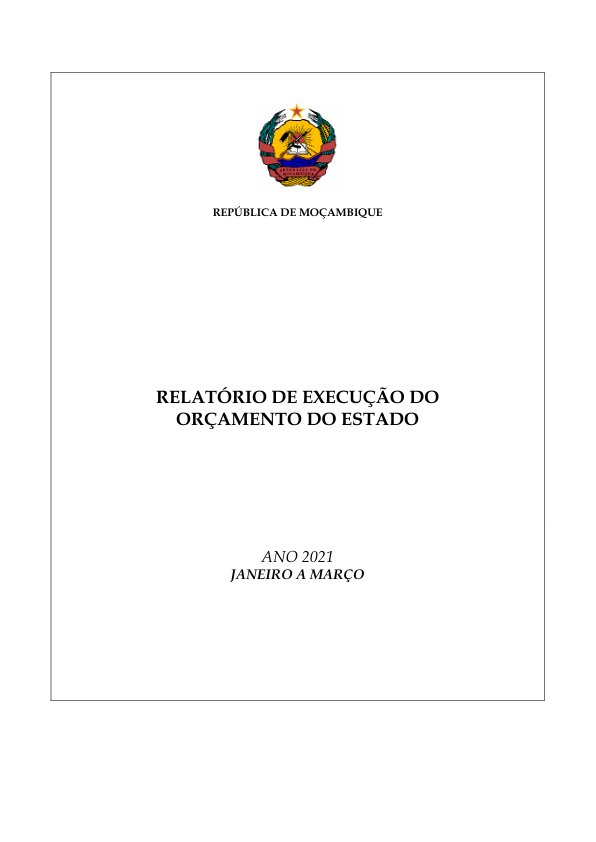 REPÚBLICA DE MOÇAMBIQUE
RELATÓRIO DE EXECUÇÃO DO
ORÇAMENTO DO ESTADO
ANO 2021
JANEIRO A MARÇO